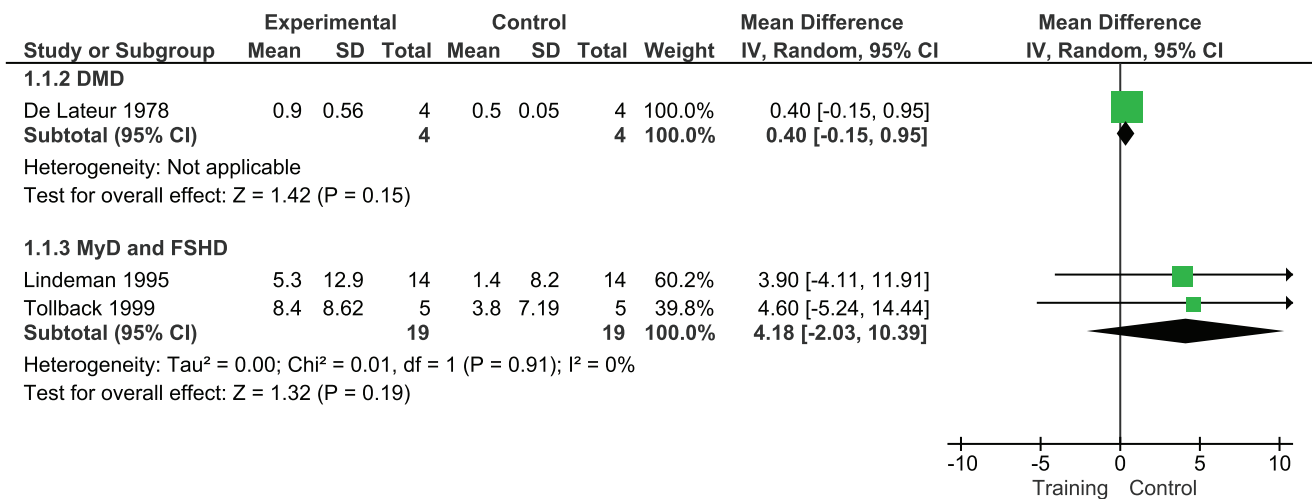 Experimental Control Mean Difference Mean Difference
Study or Subgroup Mean SD Total Mean SD Total Weight IV, Random, 95% CI IV, Random, 95% CI
1.1.2 DMD
De Lateur 1978 0.9 0.56 4 0.5 0.05 4 100.0% 0.40 [-0.15, 0.95]
Subtotal (95% CI) 4 4 100.0% 0.40 [-0.15, 0.95]
Heterogeneity: Not applicable
Test for overall effect: Z = 1.42 (P = 0.15)
1.1.3 MyD and FSHD
Lindeman 1995 5.3 12.9 14 1.4 8.2 14 60.2% 3.90 [-4.11, 11.91]
Tollback 1999 8.4 8.62 5 3.8 7.19 5 39.8% 4.60 [-5.24, 14.44]
Subtotal (95% CI) 19 19 100.0% 4.18 [-2.03, 10.39]
Heterogeneity: Tau² = 0.00; Chi² = 0.01, df = 1 (P = 0.91); I² = 0%
Test for overall effect: Z = 1.32 (P = 0.19)
-10 -5 0 5 10
Training Control